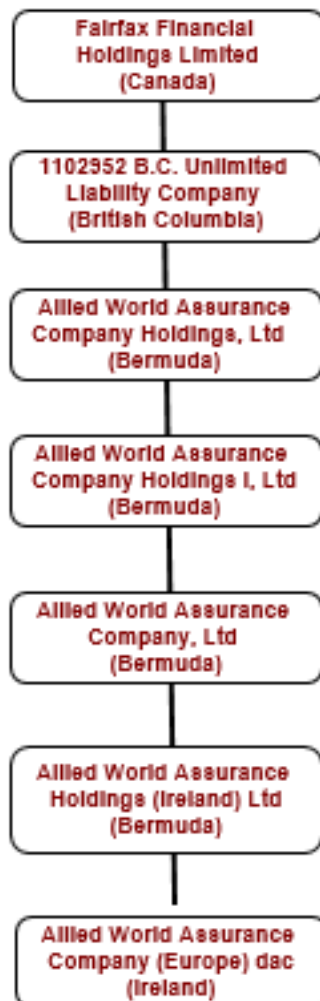 Fairfax Financial
Holdings Limited
(Canada)
1102952 B.C. Unlimited
Liability Company
(British Columbia)
Allied World Assurance
Company Holdings, Ltd
(Bermuda)
Allied World Assurance
Company Holdings I, Ltd
(Bermuda)
Allied World Assurance
Company, Ltd
(Bermuda)
Allied World Assurance
Holdings (Ireland) Ltd
(Bermuda)
Allied World Assurance
Company (Europe) dac
(Ireland)